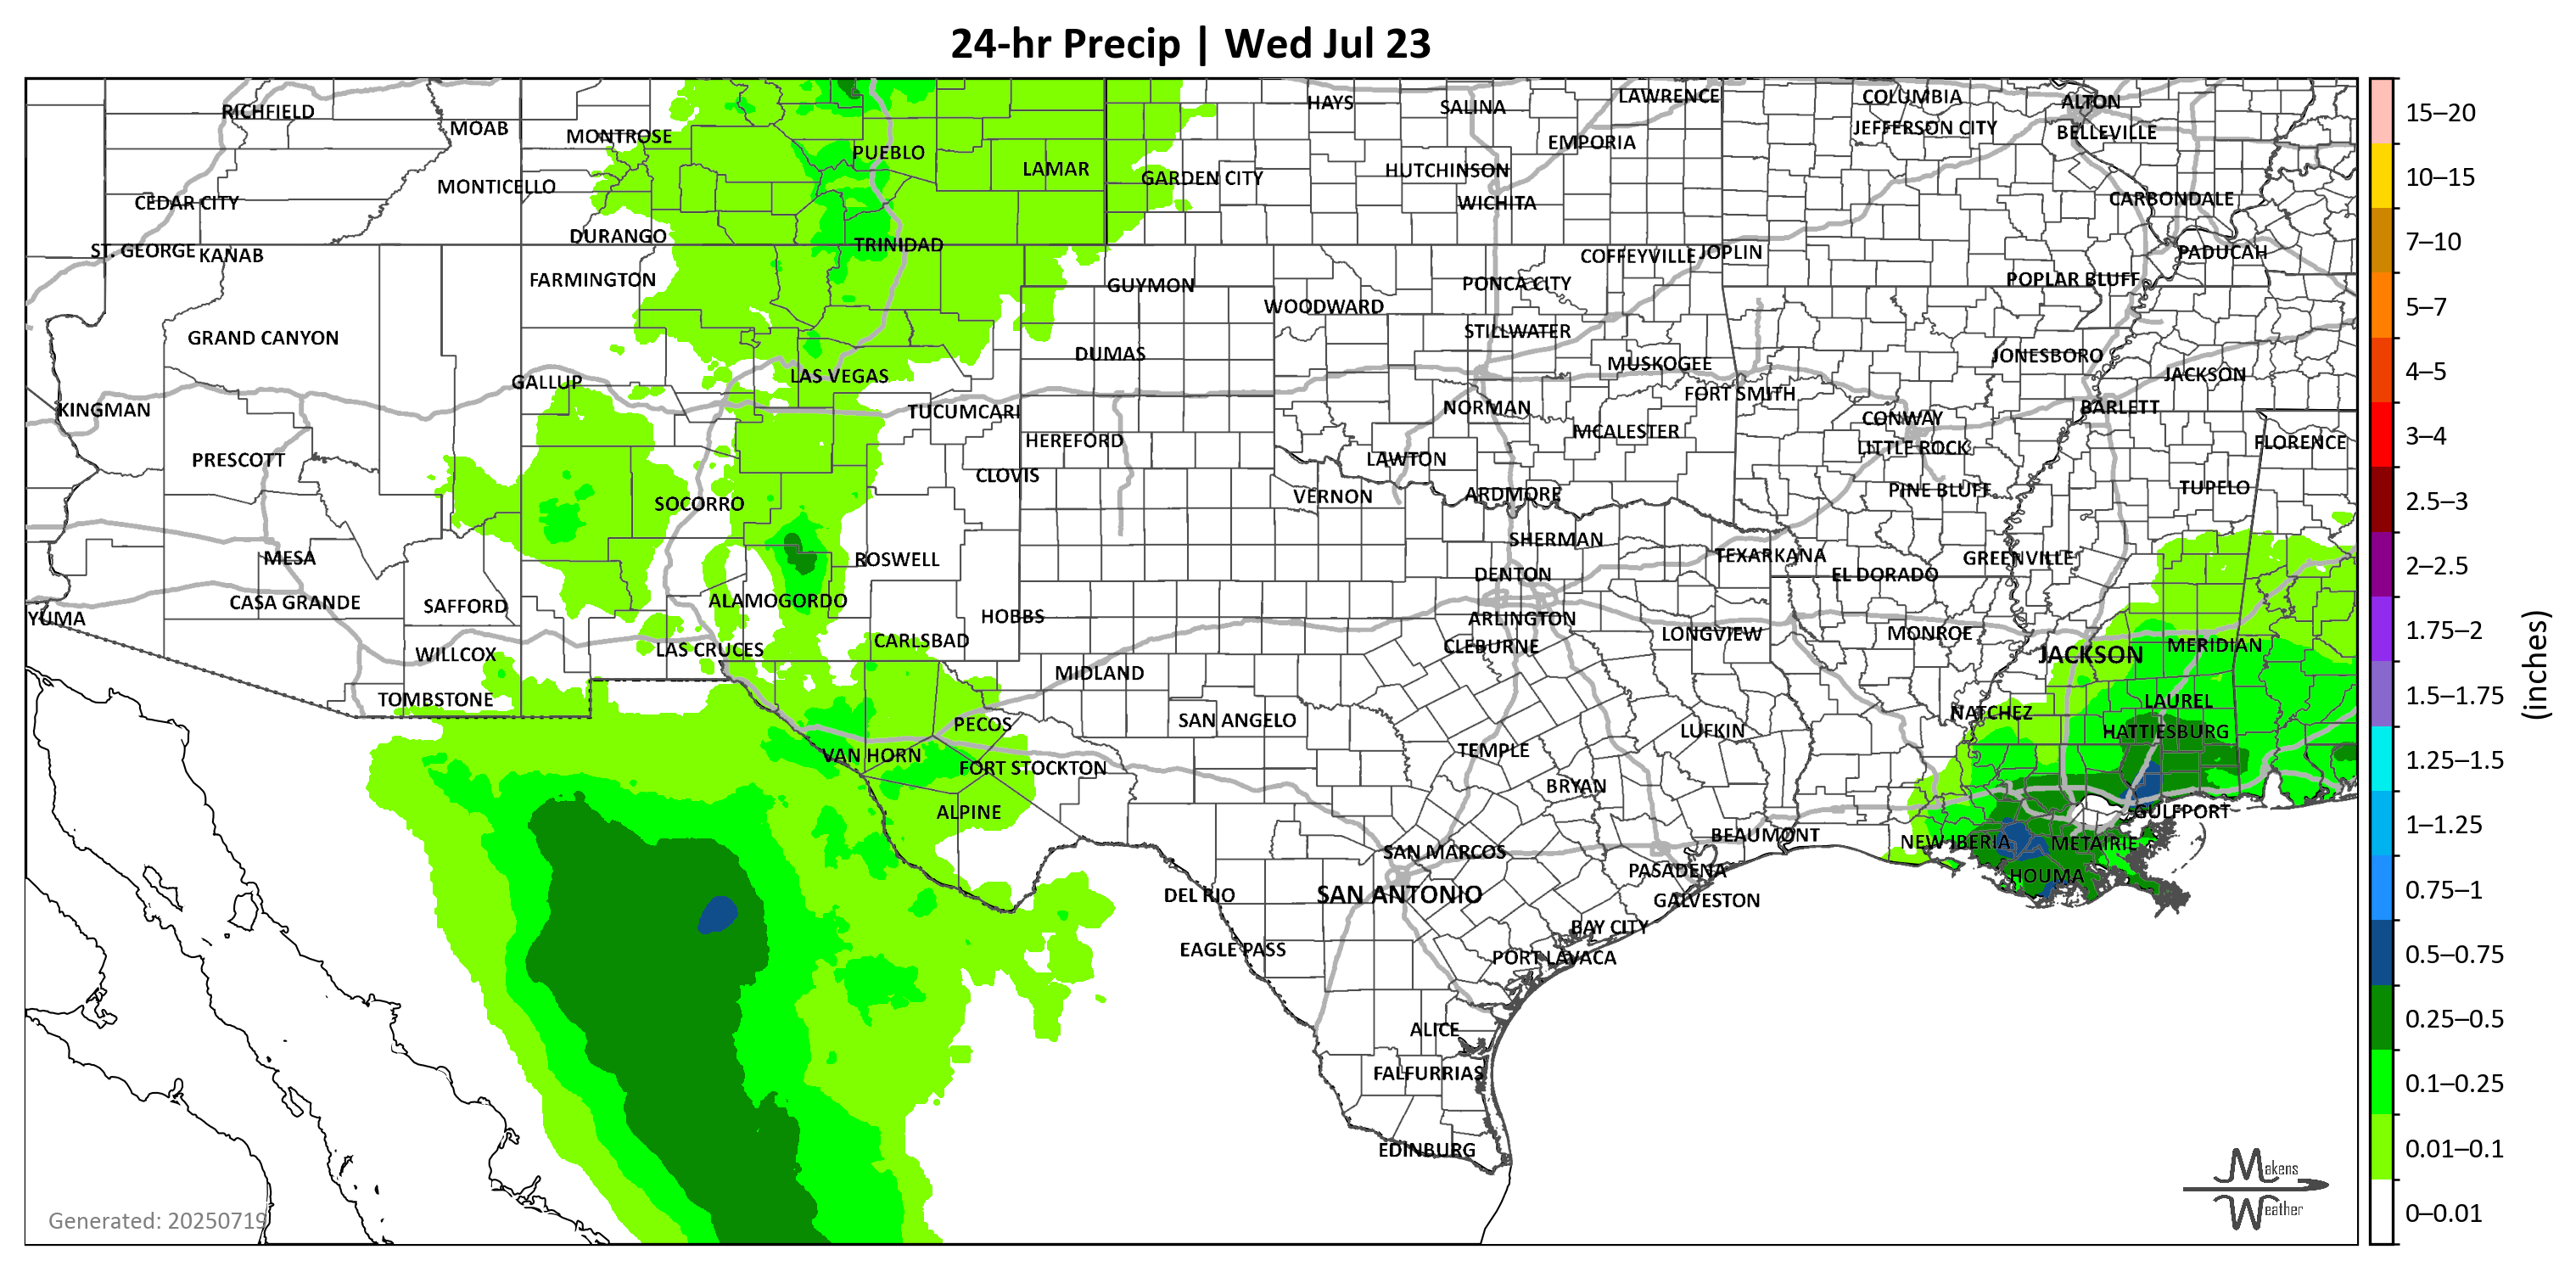 24-hr Precip | Wed Jul 23
RICHFIELD
MOAB
MONTROSE
PUEBLO
LAMAR
HAYS
SALINA
LAWRENCE
EMPORIA
COLUMBIA
JEFFERSON CITY
ALTON
BELLEVILLE
CEDAR CITY
MONTICELLO
GARDEN CITY
HUTCHINSON
WICHITA
CARBONDALE
ST. GEORGE
KANAB
DURANGO
TRINIDAD
COFFEYVILLE
JOPLIN
PADUCAH
FARMINGTON
GUYMON
WOODWARD
PONCA CITY
POPLAR BLUFF
GRAND CANYON
DUMAS
STILLWATER
MUSKOGEE
JONESBORO
JACKSON
GALLUP
LAS VEGAS
FORT SMITH
KINGMAN
TUCUMCARI
NORMAN
CONWAY
BARLETT
PRESCOTT
HEREFORD
MCALESTER
LITTLE ROCK
FLORENCE
SOCORRO
CLOVIS
LAWTON
VERNON
ARDMORE
PINE BLUFF
TUPELO
MESA
ROSWELL
SHERMAN
TEXARKANA
GREENVILLE
DENTON
EL DORADO
YUMA
CASA GRANDE
SAFFORD
ALAMOGORDO
HOBBS
ARLINGTON
WILLCOX
LAS CRUCES
CARLSBAD
CLEBURNE
LONGVIEW
MONROE
JACKSON
MERIDIAN
TOMBSTONE
MIDLAND
LAUREL
PECOS
SAN ANGELO
LUFKIN
NATCHEZ
HATTIESBURG
VAN HORN
FORT STOCKTON
TEMPLE
BRYAN
ALPINE
GULFPORT
SAN MARCOS
BEAUMONT
NEW IBERIA
METAIRIE
PASADENA
HOUMA
DEL RIO
SAN ANTONIO
GALVESTON
BAY CITY
EAGLE PASS
PORT LAVACA
ALICE
FALFURRIAS
EDINBURG
Generated: 20250719
Makens
Weather
15–20
10–15
7–10
5–7
4–5
3–4
2.5–3
2–2.5
1.75–2
1.5–1.75
1.25–1.5
1–1.25
0.75–1
0.5–0.75
0.25–0.5
0.1–0.25
0.01–0.1
0–0.01
(inches)